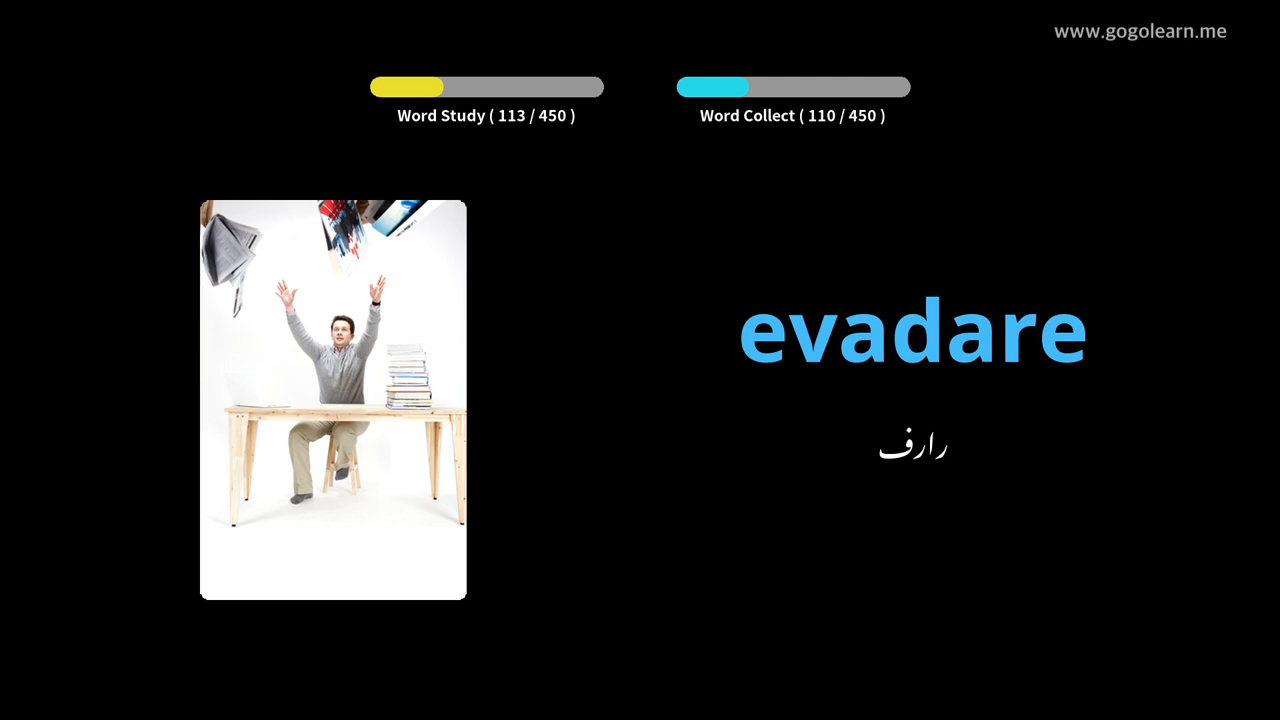 www.gogolearn.me
Word Study ( 113 / 450 )
Word Collect ( 110 / 450 )
evadare
رارف